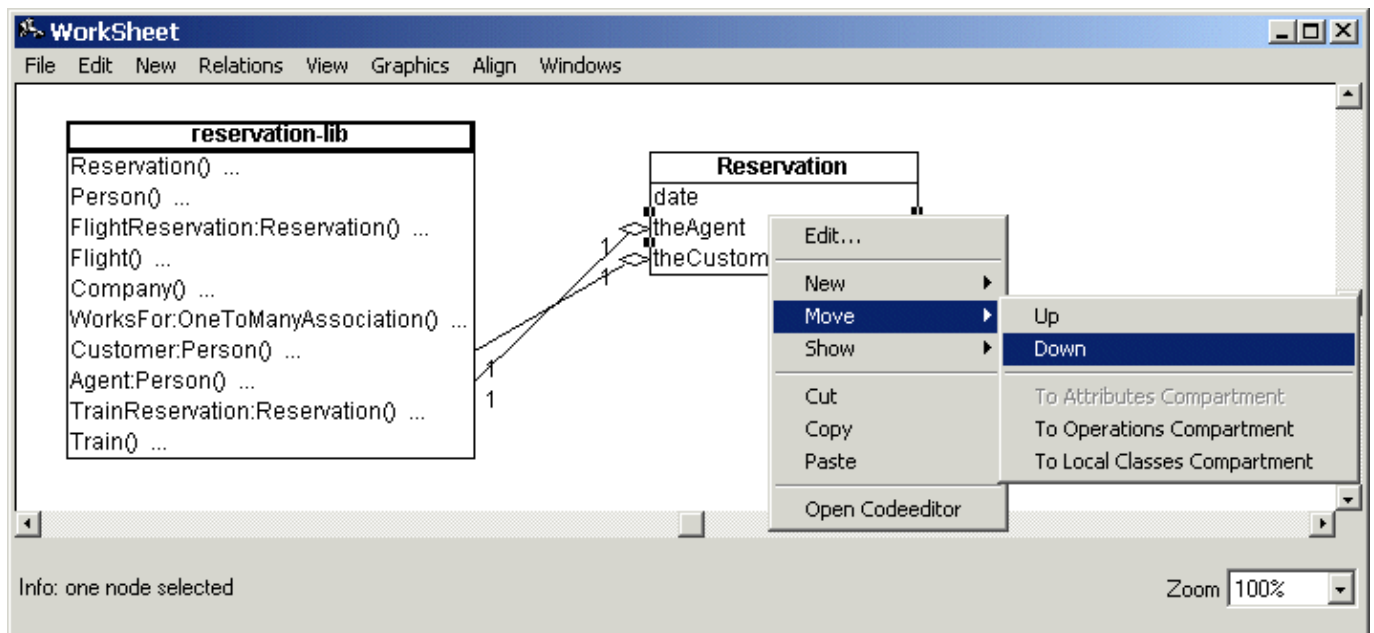 WorkSheet
File Edit New Relations View Graphics Align Windows
reservation-lib
Reservation() ...
Person() ...
FlightReservation:Reservation() ...
Flight() ...
Company() ...
WorksFor:OneToManyAssociation() ...
Customer:Person() ...
Agent:Person() ...
TrainReservation:Reservation() ...
Train() ...
1
1
1
1
Reservation
date
theAgent
theCustom
Edit...
New
Move
Show
Cut
Copy
Paste
Open Codeeditor
Up
Down
To Attributes Compartment
To Operations Compartment
To Local Classes Compartment
Info: one node selected
Zoom 100%